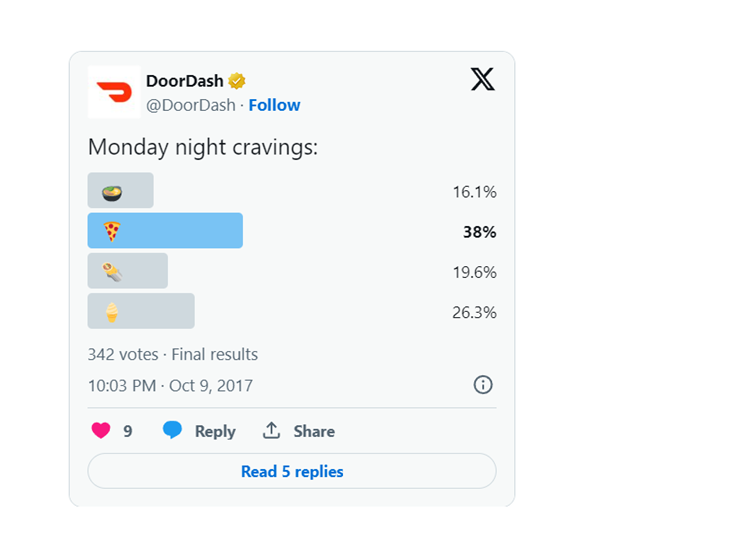 DoorDash
@DoorDash · Follow
Monday night cravings:
🍲 16.1%
🍕 38%
🌯 19.6%
🍦 26.3%
342 votes · Final results
10:03 PM · Oct 9, 2017
9 Reply Share
Read 5 replies